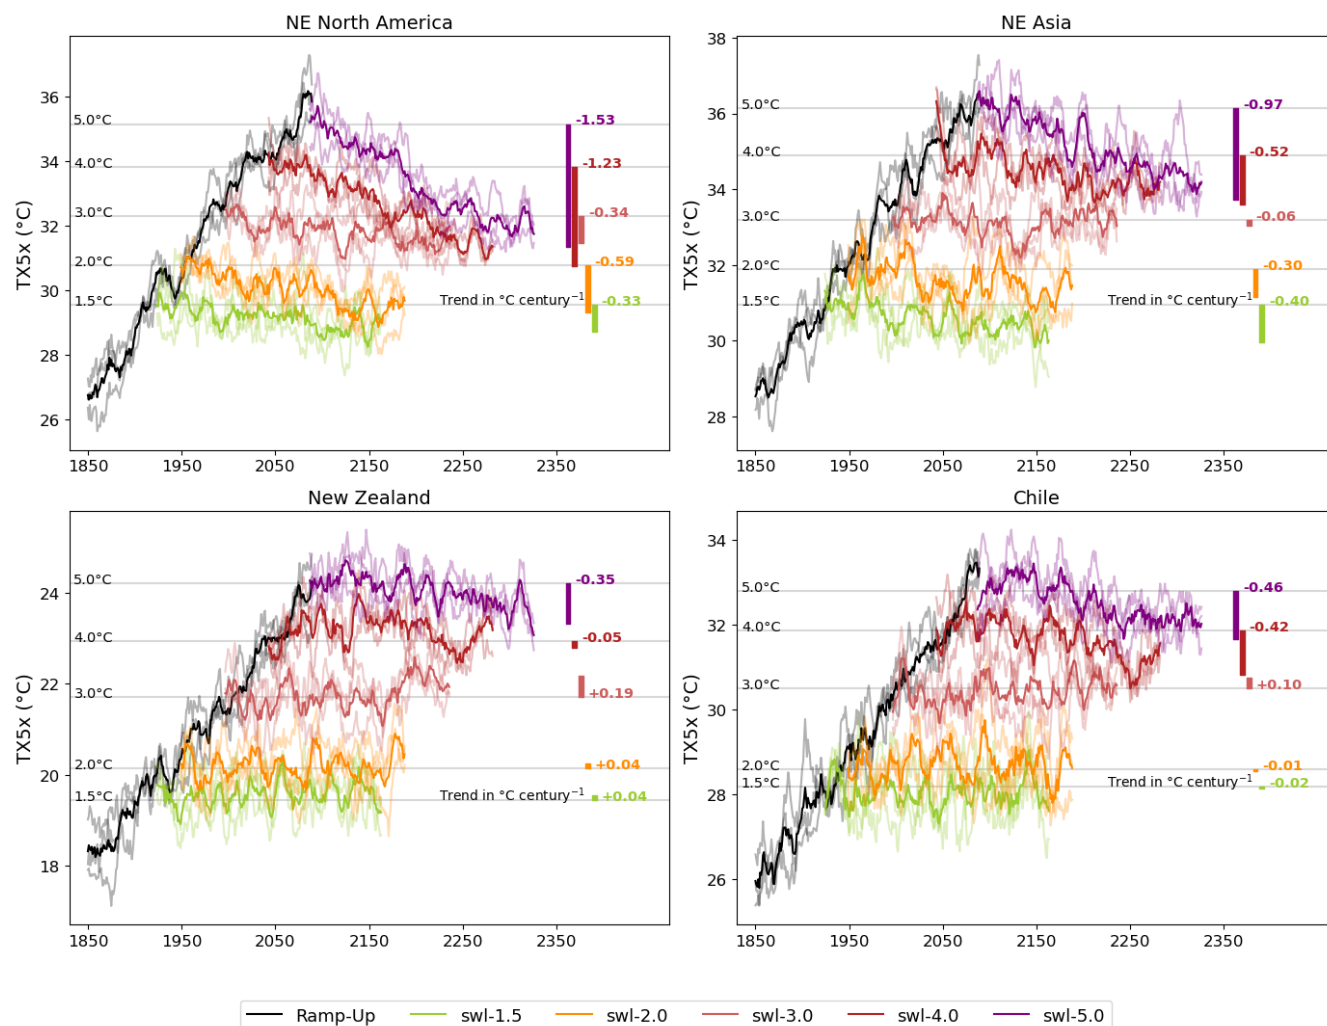 NE North America
TX5x (°C)
36
34
32
30
28
26
5.0°C
4.0°C
3.0°C
2.0°C
1.5°C
-1.53
-1.23
-0.34
-0.59
-0.33
Trend in °C century⁻¹
1850
1950
2050
2150
2250
2350
NE Asia
TX5x (°C)
38
36
34
32
30
28
5.0°C
4.0°C
3.0°C
2.0°C
1.5°C
-0.97
-0.52
-0.06
-0.30
-0.40
Trend in °C century⁻¹
1850
1950
2050
2150
2250
2350
New Zealand
TX5x (°C)
24
22
20
18
5.0°C
4.0°C
3.0°C
2.0°C
1.5°C
-0.35
-0.05
+0.19
+0.04
+0.04
Trend in °C century⁻¹
1850
1950
2050
2150
2250
2350
Chile
TX5x (°C)
34
32
30
28
26
5.0°C
4.0°C
3.0°C
2.0°C
1.5°C
-0.46
-0.42
+0.10
-0.01
-0.02
Trend in °C century⁻¹
1850
1950
2050
2150
2250
2350
Ramp-Up
swl-1.5
swl-2.0
swl-3.0
swl-4.0
swl-5.0